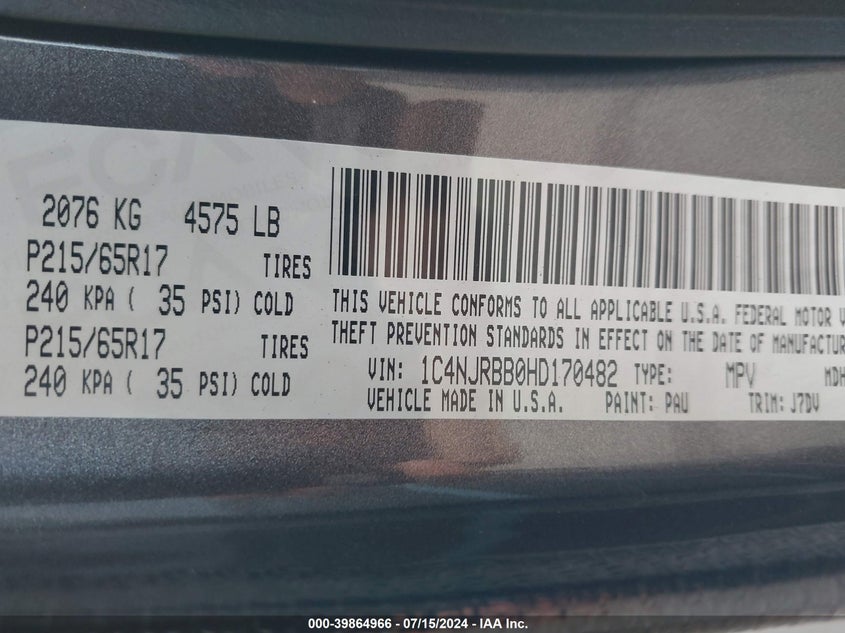 2076 KG 4575 LB
P215/65R17 TIRES
240 KPA ( 35 PSI) COLD
P215/65R17 TIRES
240 KPA ( 35 PSI) COLD
THIS VEHICLE CONFORMS TO ALL APPLICABLE U.S.A. FEDERAL MOTOR V
THEFT PREVENTION STANDARDS IN EFFECT ON THE DATE OF MANUFACTUR
VIN: 1C4NJRBB0HD170482 TYPE: MPV MDH
VEHICLE MADE IN U.S.A. PAINT: PAU TRIM: J7DV
000-39864966 - 07/15/2024 - IAA Inc.